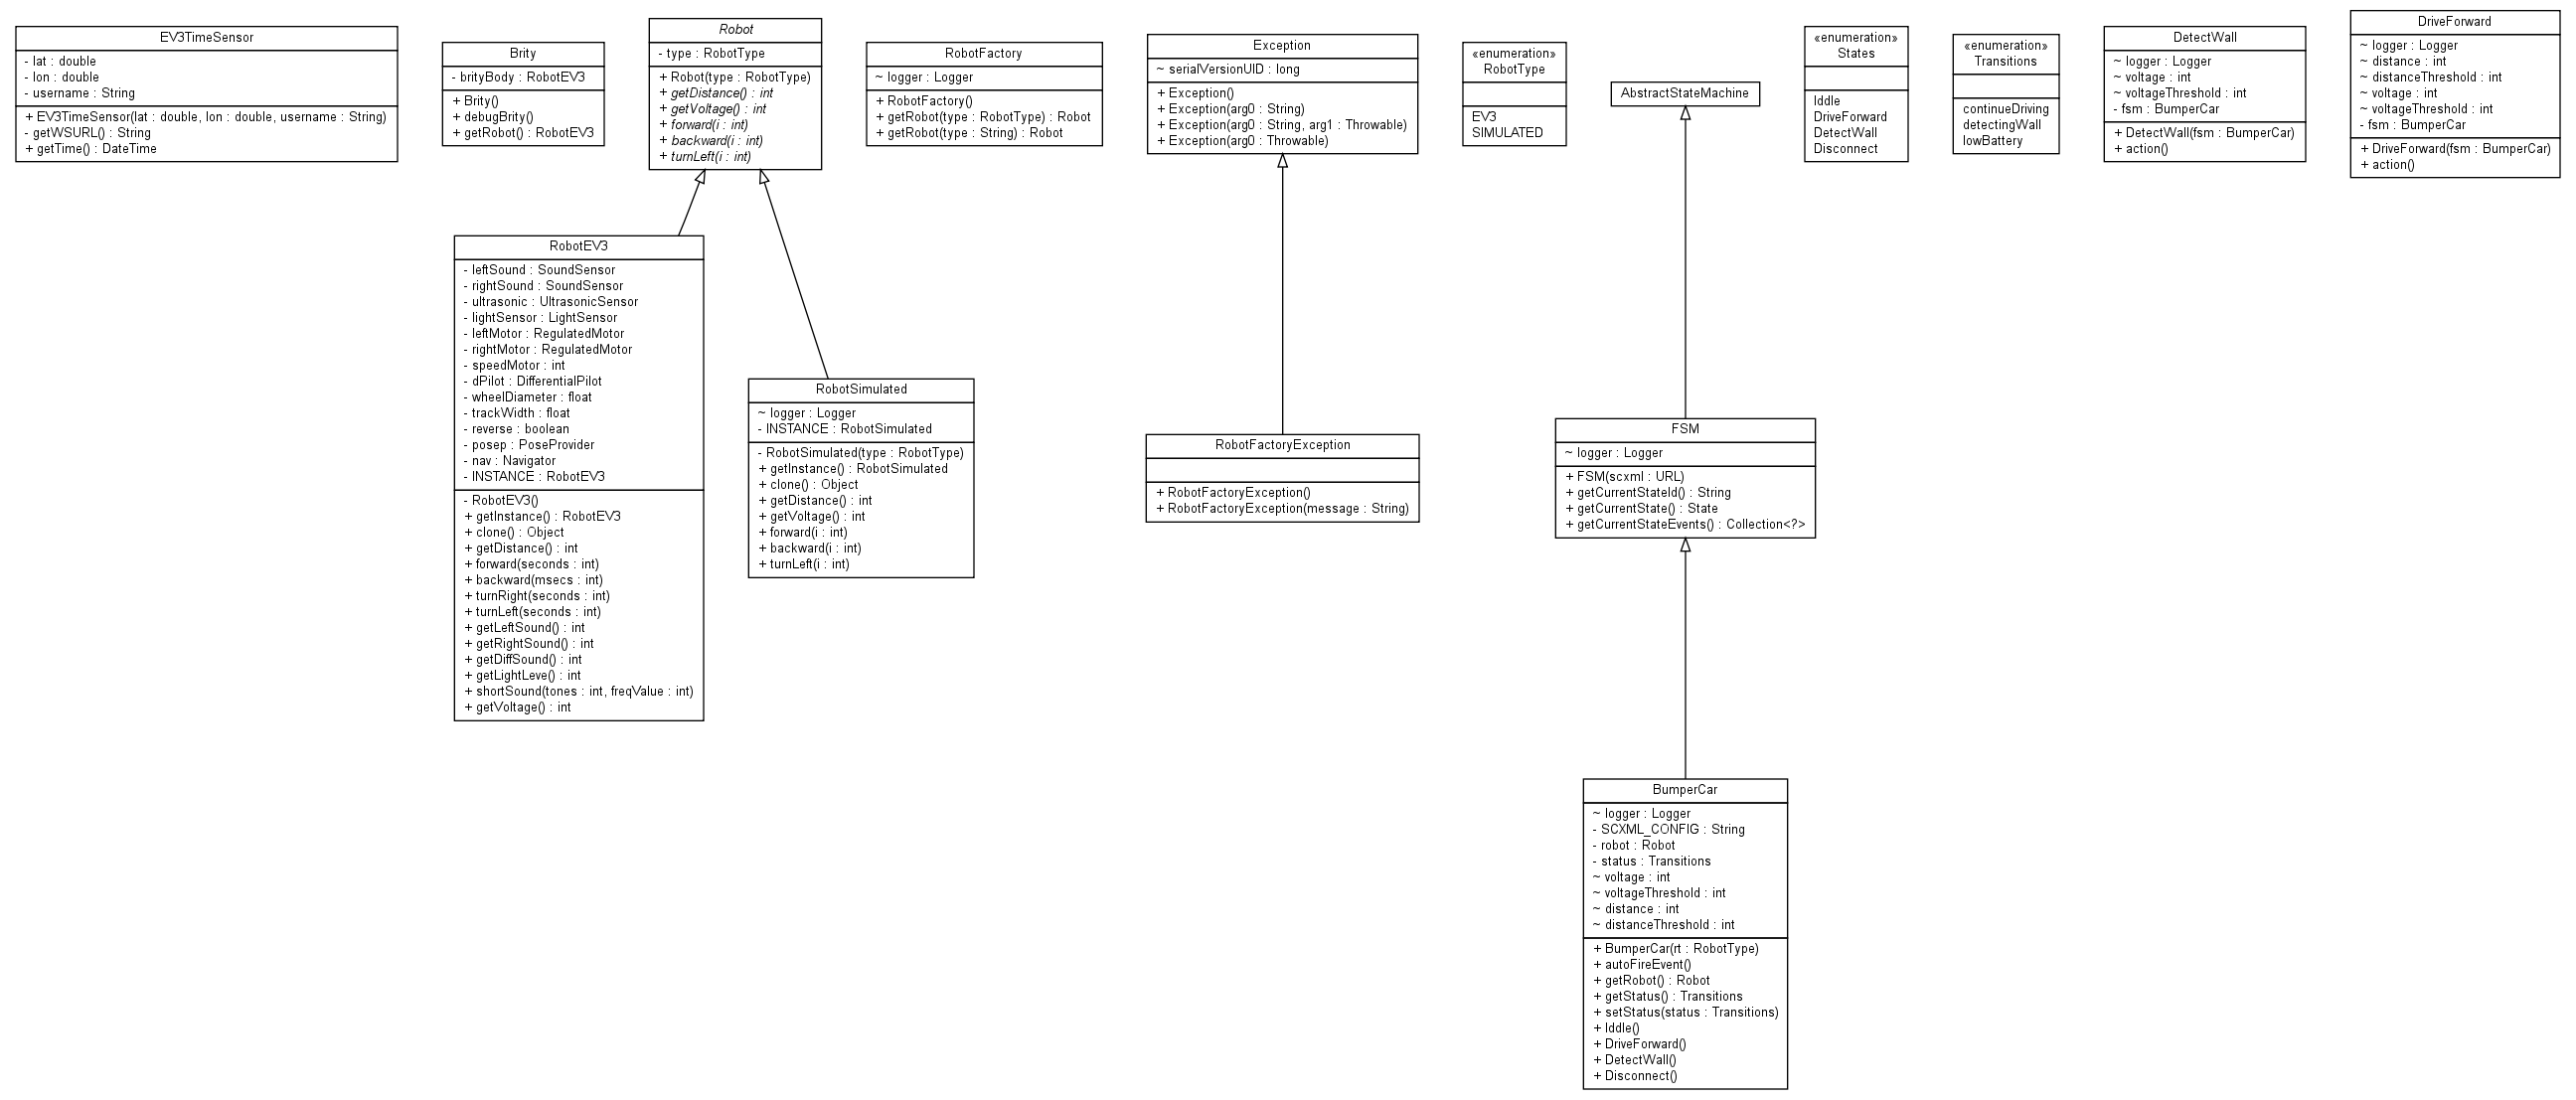 EV3TimeSensor
- lat : double
- lon : double
- username : String
+ EV3TimeSensor(lat : double, lon : double, username : String)
- getWSURL() : String
+ getTime() : DateTime
Brity
- brityBody : RobotEV3
+ Brity()
+ debugBrity()
+ getRobot() : RobotEV3
Robot
- type : RobotType
+ Robot(type : RobotType)
+ getDistance() : int
+ getVoltage() : int
+ forward(i : int)
+ backward(i : int)
+ turnLeft(i : int)
RobotFactory
~ logger : Logger
+ RobotFactory()
+ getRobot(type : RobotType) : Robot
+ getRobot(type : String) : Robot
Exception
~ serialVersionUID : long
+ Exception()
+ Exception(arg0 : String)
+ Exception(arg0 : String, arg1 : Throwable)
+ Exception(arg0 : Throwable)
«enumeration»
RobotType
EV3
SIMULATED
AbstractStateMachine
«enumeration»
States
Iddle
DriveForward
DetectWall
Disconnect
«enumeration»
Transitions
continueDriving
detectingWall
lowBattery
DetectWall
~ logger : Logger
~ voltage : int
~ voltageThreshold : int
- fsm : BumperCar
+ DetectWall(fsm : BumperCar)
+ action()
DriveForward
~ logger : Logger
~ distance : int
~ distanceThreshold : int
~ voltage : int
~ voltageThreshold : int
- fsm : BumperCar
+ DriveForward(fsm : BumperCar)
+ action()
RobotEV3
- leftSound : SoundSensor
- rightSound : SoundSensor
- ultrasonic : UltrasonicSensor
- lightSensor : LightSensor
- leftMotor : RegulatedMotor
- rightMotor : RegulatedMotor
- speedMotor : int
- dPilot : DifferentialPilot
- wheelDiameter : float
- trackWidth : float
- reverse : boolean
- posep : PoseProvider
- nav : Navigator
- INSTANCE : RobotEV3
- RobotEV3()
+ getInstance() : RobotEV3
+ clone() : Object
+ getDistance() : int
+ forward(seconds : int)
+ backward(msecs : int)
+ turnRight(seconds : int)
+ turnLeft(seconds : int)
+ getLeftSound() : int
+ getRightSound() : int
+ getDiffSound() : int
+ getLightLeve() : int
+ shortSound(tones : int, freqValue : int)
+ getVoltage() : int
RobotSimulated
~ logger : Logger
- INSTANCE : RobotSimulated
- RobotSimulated(type : RobotType)
+ getInstance() : RobotSimulated
+ clone() : Object
+ getDistance() : int
+ getVoltage() : int
+ forward(i : int)
+ backward(i : int)
+ turnLeft(i : int)
RobotFactoryException
+ RobotFactoryException()
+ RobotFactoryException(message : String)
FSM
~ logger : Logger
+ FSM(scxml : URL)
+ getCurrentStateId() : String
+ getCurrentState() : State
+ getCurrentStateEvents() : Collection<?>
BumperCar
~ logger : Logger
- SCXML_CONFIG : String
- robot : Robot
- status : Transitions
~ voltage : int
~ voltageThreshold : int
~ distance : int
~ distanceThreshold : int
+ BumperCar(rt : RobotType)
+ autoFireEvent()
+ getRobot() : Robot
+ getStatus() : Transitions
+ setStatus(status : Transitions)
+ Iddle()
+ DriveForward()
+ DetectWall()
+ Disconnect()